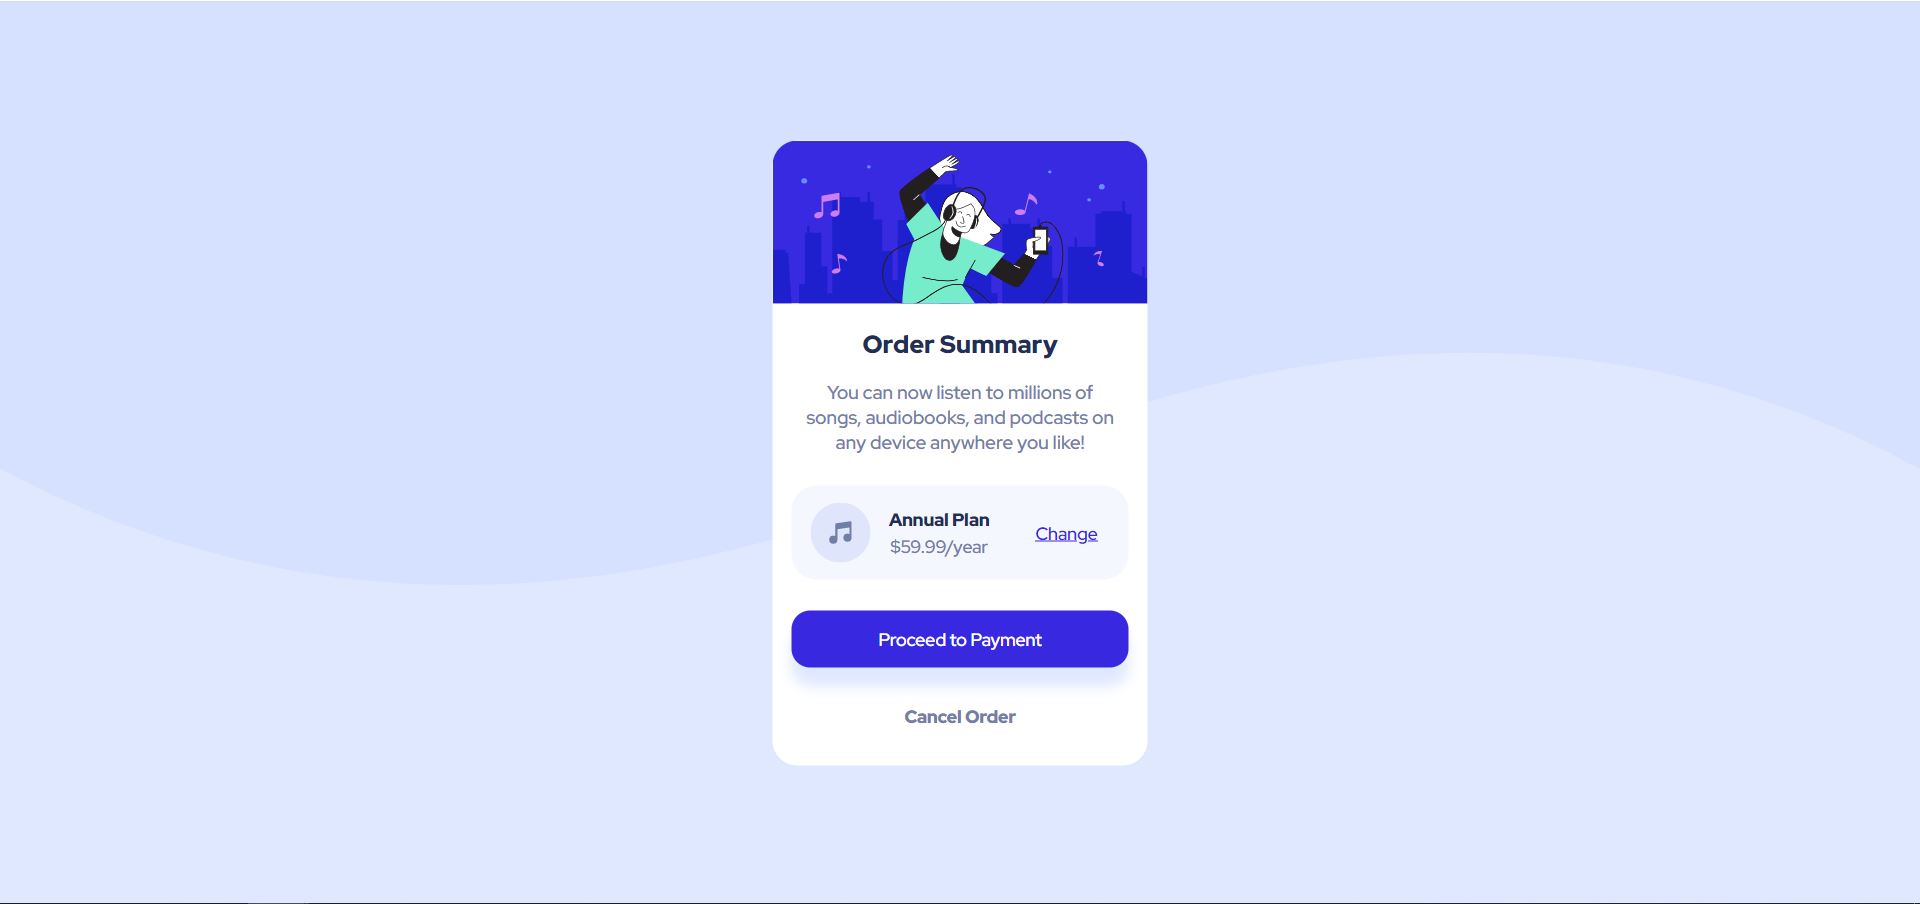 Order Summary
You can now listen to millions of
songs, audiobooks, and podcasts on
any device anywhere you like!
Annual Plan
$59.99/year
Change
Proceed to Payment
Cancel Order